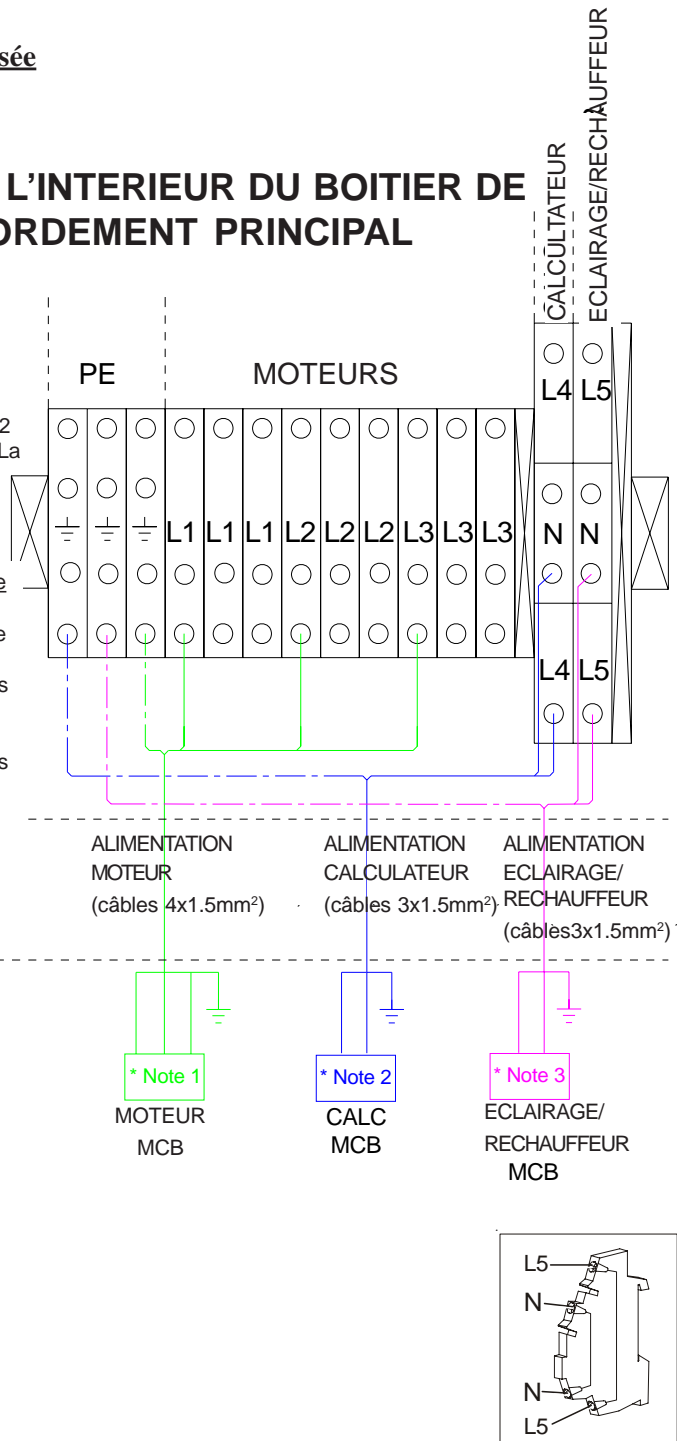 sée
L'INTERIEUR DU BOITIER DE
ORDEMENT PRINCIPAL
CALCULTATEUR
ECLAIRAGE/RECHAUFFEUR
PE
MOTEURS
L4 L5
2
La
L1 L1 L1 L2 L2 L2 L3 L3 L3
N N
e
e
s
L4 L5
s
ALIMENTATION
MOTEUR
(câbles 4x1.5mm²)
ALIMENTATION
CALCULATEUR
(câbles 3x1.5mm²)
ALIMENTATION
ECLAIRAGE/
RECHAUFFEUR
(câbles3x1.5mm²)
* Note 1
MOTEUR
MCB
* Note 2
CALC
MCB
* Note 3
ECLAIRAGE/
RECHAUFFEUR
MCB
L5
N
N
L5